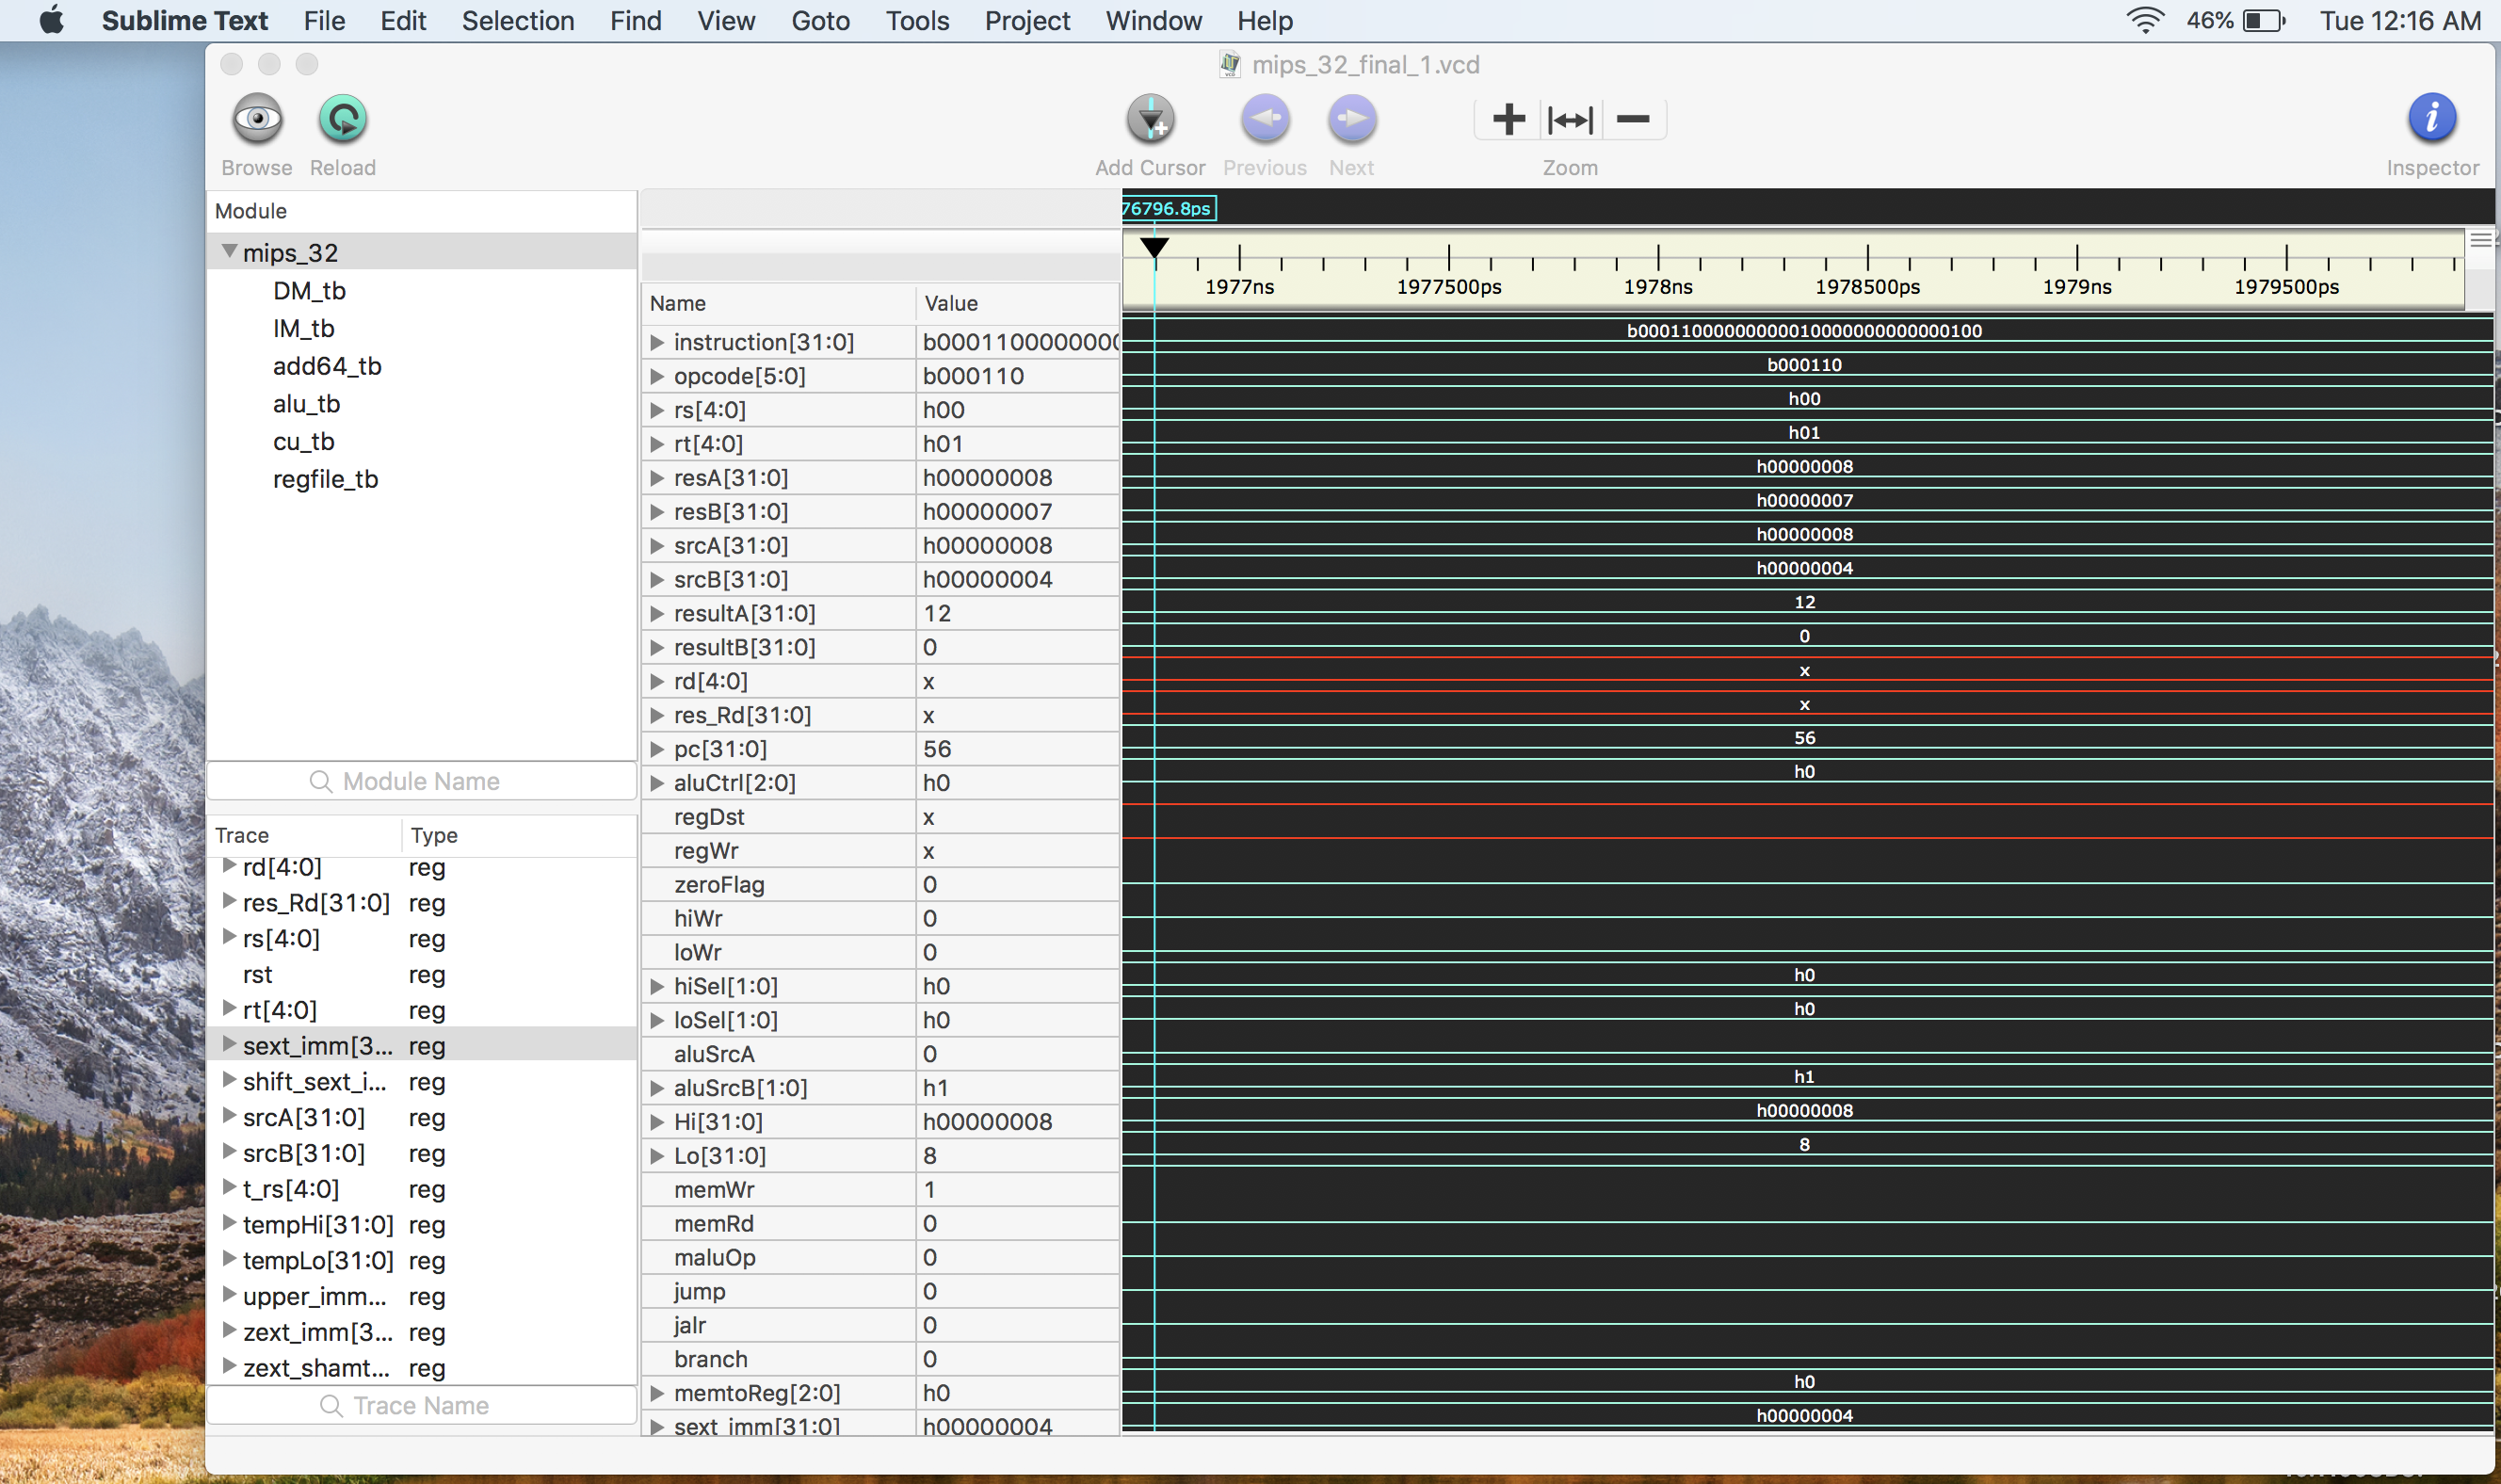 Sublime Text File Edit Selection Find View Goto Tools Project Window Help 46% Tue 12:16 AM
mips_32_final_1.vcd
Browse Reload Add Cursor Previous Next Zoom Inspector
Module
mips_32
DM_tb
IM_tb
add64_tb
alu_tb
cu_tb
regfile_tb
Module Name
Trace Type
rd[4:0] reg
res_Rd[31:0] reg
rs[4:0] reg
rst reg
rt[4:0] reg
sext_imm[3... reg
shift_sext_i... reg
srcA[31:0] reg
srcB[31:0] reg
t_rs[4:0] reg
tempHi[31:0] reg
tempLo[31:0] reg
upper_imm... reg
zext_imm[3... reg
zext_shamt... reg
Trace Name
76796.8ps
1977ns 1977500ps 1978ns 1978500ps 1979ns 1979500ps
Name Value
instruction[31:0] b0001100000000 b00011000000000010000000000000100
opcode[5:0] b000110 b000110
rs[4:0] h00 h00
rt[4:0] h01 h01
resA[31:0] h00000008 h00000008
resB[31:0] h00000007 h00000007
srcA[31:0] h00000008 h00000008
srcB[31:0] h00000004 h00000004
resultA[31:0] 12 12
resultB[31:0] 0 0
rd[4:0] x x
res_Rd[31:0] x x
pc[31:0] 56 56
aluCtrl[2:0] h0 h0
regDst x
regWr x
zeroFlag 0
hiWr 0
loWr 0
hiSel[1:0] h0 h0
loSel[1:0] h0 h0
aluSrcA 0
aluSrcB[1:0] h1 h1
Hi[31:0] h00000008 h00000008
Lo[31:0] 8 8
memWr 1
memRd 0
maluOp 0
jump 0
jalr 0
branch 0
memtoReg[2:0] h0 h0
sext_imm[31:0] h00000004 h00000004